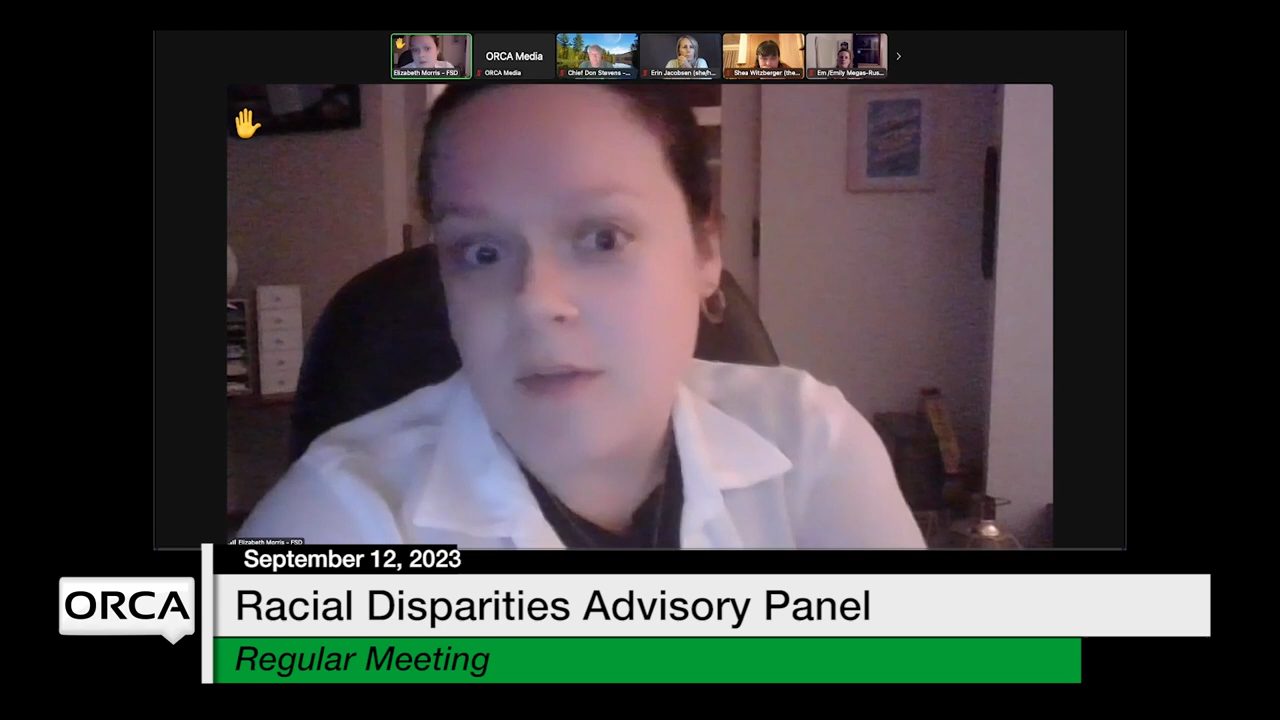 Elizabeth Morris - FSD
ORCA Media
ORCA Media
Chief Don Stevens -...
Erin Jacobsen (she/h...
Shea Witzberger (the...
Em /Emily Megas-Rus...
Elizabeth Morris - FSD
September 12, 2023
ORCA
Racial Disparities Advisory Panel
Regular Meeting